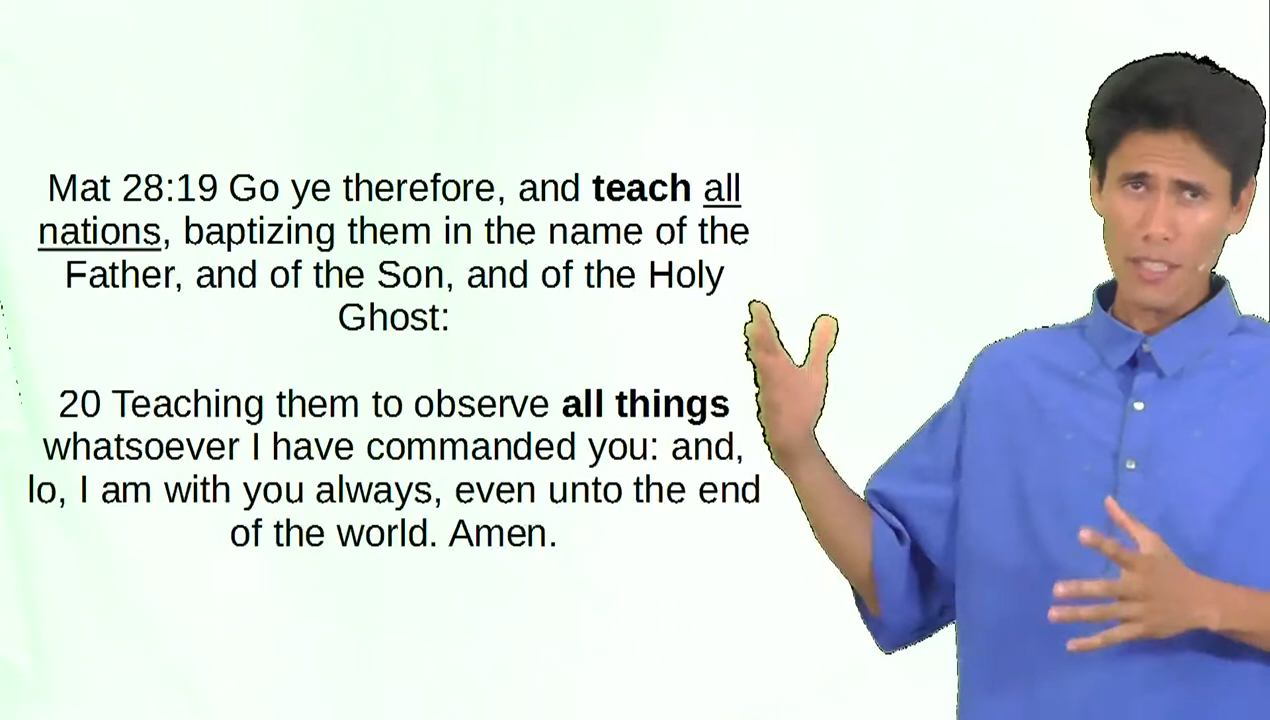 Mat 28:19 Go ye therefore, and teach all
nations, baptizing them in the name of the
Father, and of the Son, and of the Holy
Ghost:
20 Teaching them to observe all things
whatsoever I have commanded you: and,
lo, I am with you always, even unto the end
of the world. Amen.